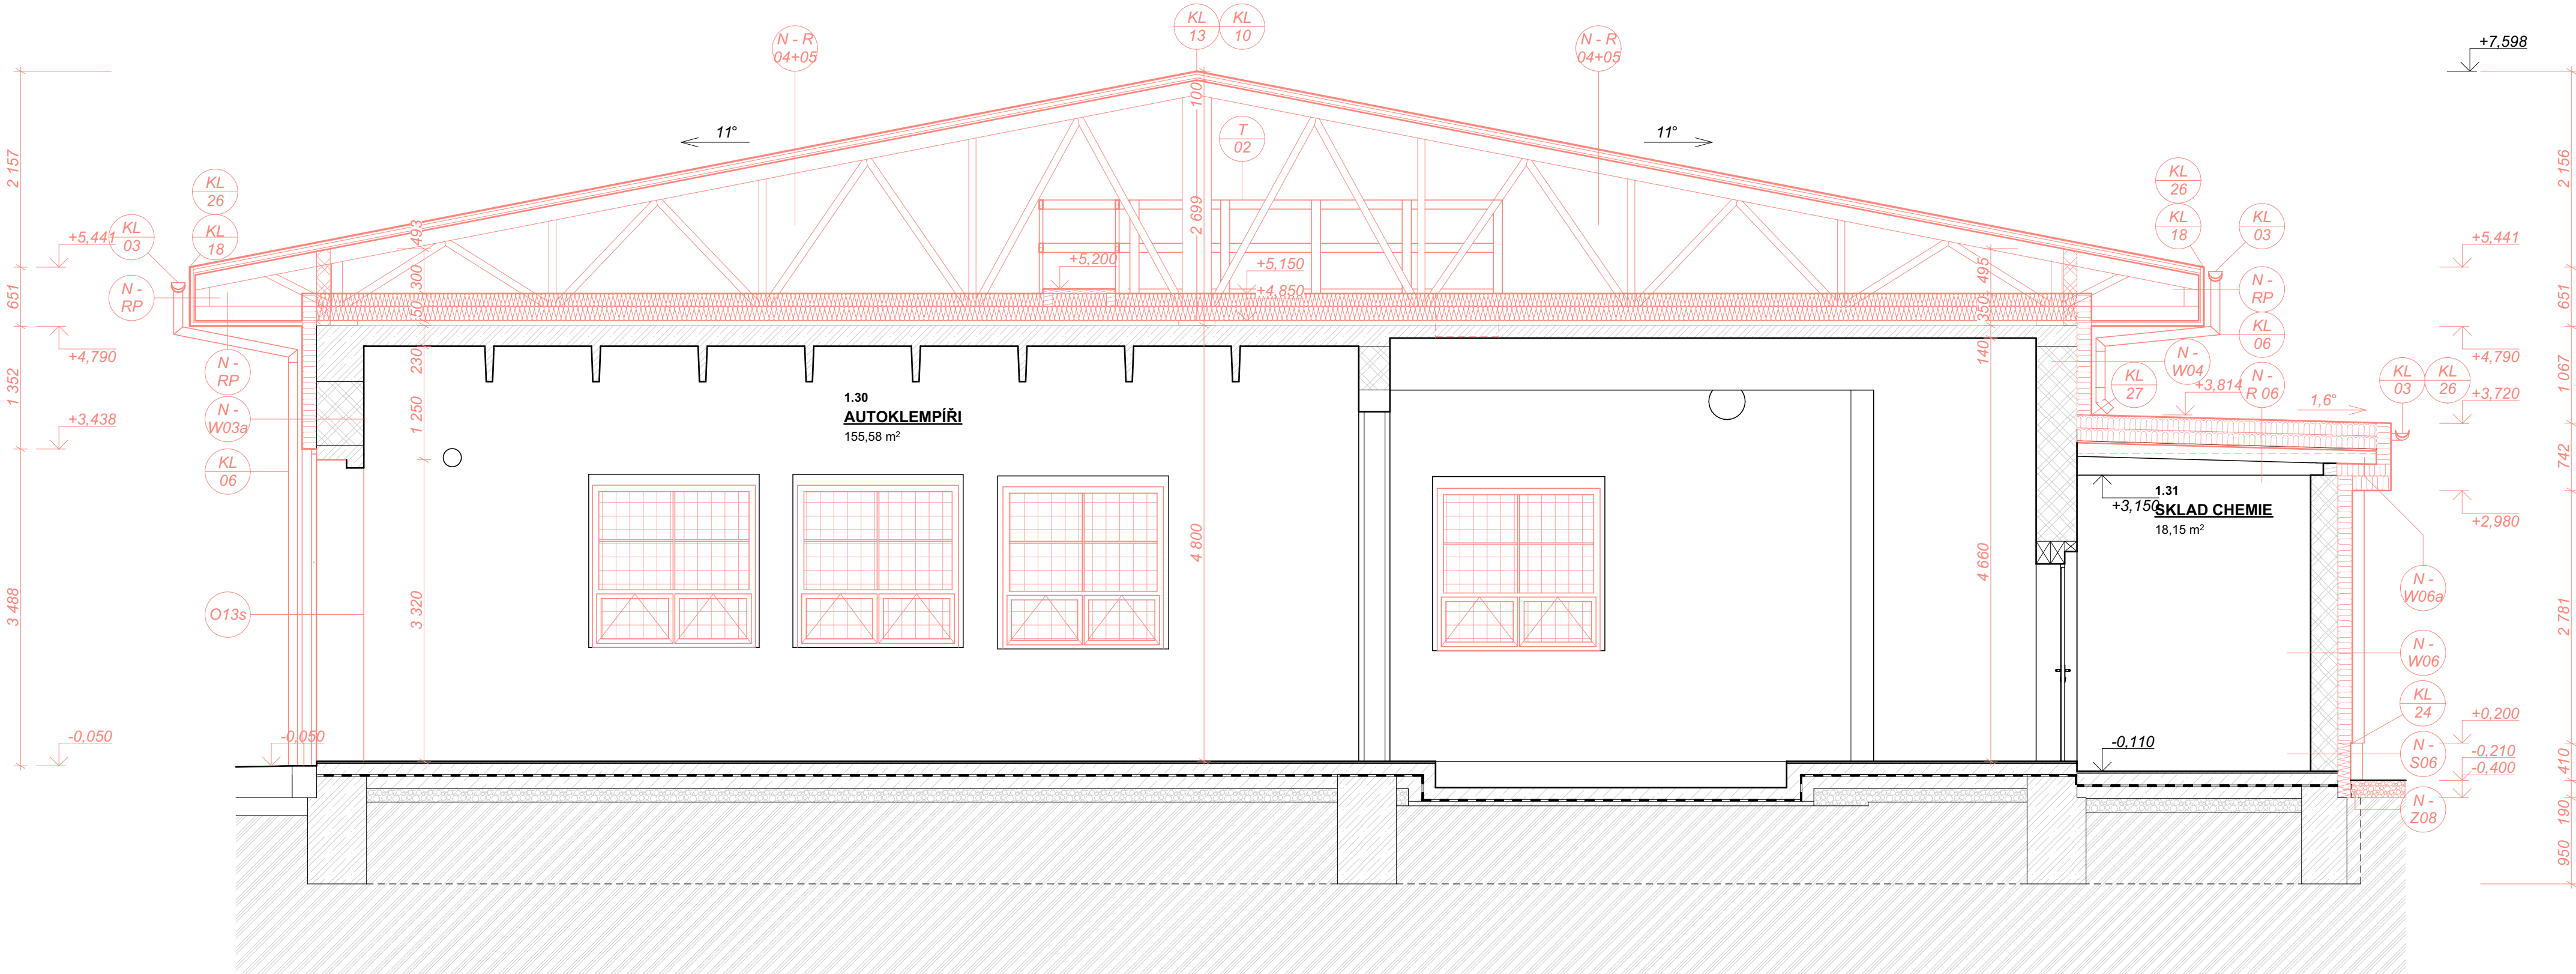 KL
13
KL
10
N - R
04+05
N - R
04+05
+7,598
11°
11°
T
02
100
2 699
2 157
651
1 352
3 488
KL
26
KL
18
KL
03
+5,441
N -
RP
+4,790
N -
RP
N -
W03a
+3,438
KL
06
O13s
-0,050
-0,050
493
300
50
230
1 250
3 320
+5,200
+5,150
+4,850
1.30
AUTOKLEMPÍŘI
155,58 m²
4 800
495
350
140
4 660
KL
26
KL
18
KL
03
N -
RP
KL
06
N -
W04
KL
27
+3,814
N -
R 06
1,6°
KL
03
KL
26
+5,441
+4,790
+3,720
+2,980
1.31
+3,150
SKLAD CHEMIE
18,15 m²
-0,110
N -
W06a
N -
W06
KL
24
N -
S06
N -
Z08
+0,200
-0,210
-0,400
2 156
651
1 067
742
2 781
410
190
950